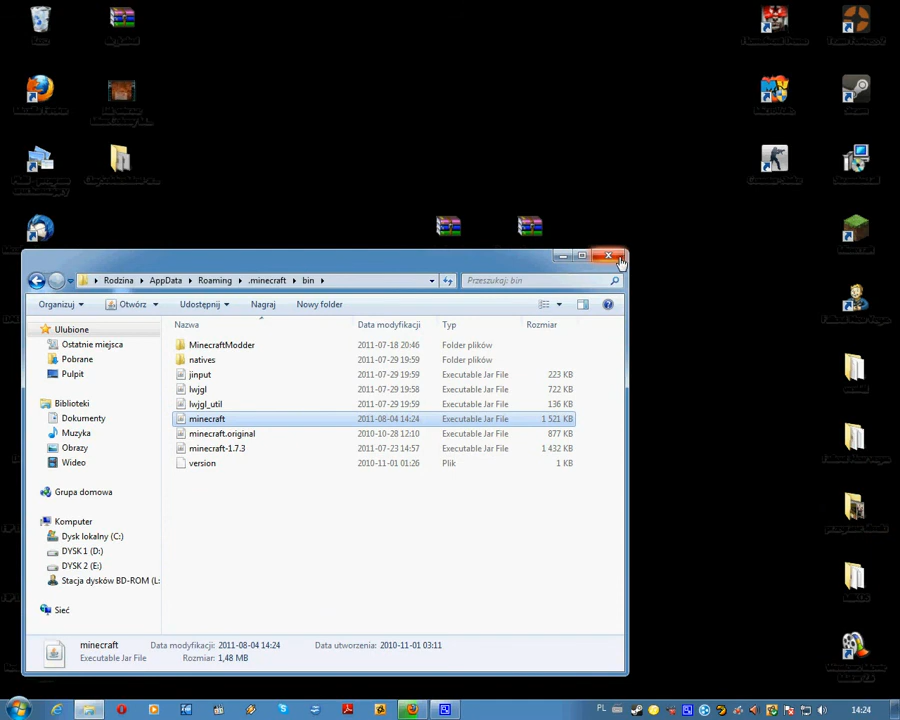 Rodzina ▸ AppData ▸ Roaming ▸ .minecraft ▸ bin ▸
Przeszukaj: bin
Organizuj Otwórz Udostępnij Nagraj Nowy folder
Nazwa Data modyfikacji Typ Rozmiar
Ulubione
Ostatnie miejsca
Pobrane
Pulpit
Biblioteki
Dokumenty
Muzyka
Obrazy
Wideo
Grupa domowa
Komputer
Dysk lokalny (C:)
DYSK 1 (D:)
DYSK 2 (E:)
Stacja dysków BD-ROM (L:
Sieć
MinecraftModder 2011-07-18 20:46 Folder plików
natives 2011-07-29 19:59 Folder plików
jinput 2011-07-29 19:59 Executable Jar File 223 KB
lwjgl 2011-07-29 19:58 Executable Jar File 722 KB
lwjgl_util 2011-07-29 19:59 Executable Jar File 136 KB
minecraft 2011-08-04 14:24 Executable Jar File 1 521 KB
minecraft.original 2010-10-28 12:10 Executable Jar File 877 KB
minecraft-1.7.3 2011-07-23 14:57 Executable Jar File 1 432 KB
version 2010-11-01 01:26 Plik 1 KB
minecraft Data modyfikacji: 2011-08-04 14:24 Data utworzenia: 2010-11-01 03:11
Executable Jar File Rozmiar: 1,48 MB
PL 14:24